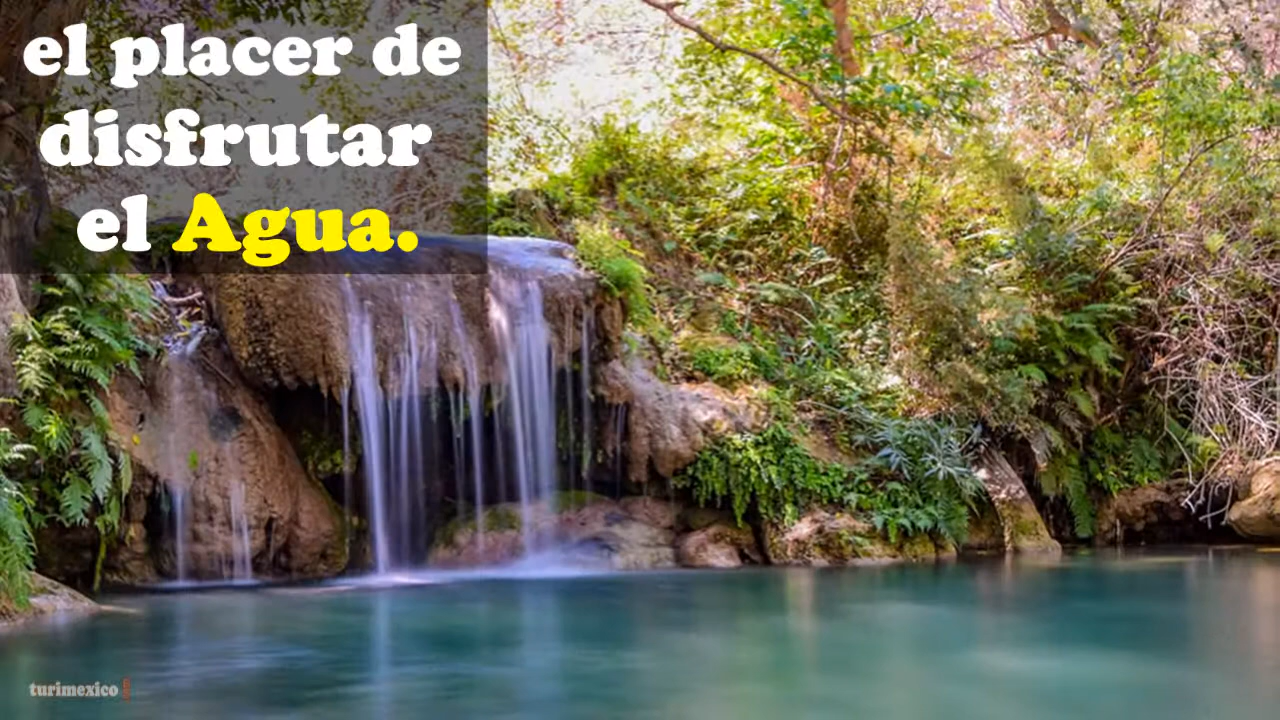 el placer de
disfrutar
el Agua.
turimexico